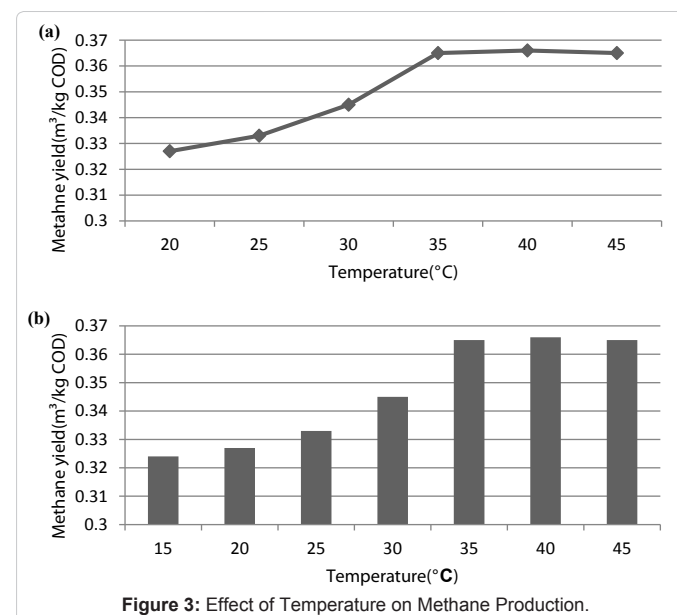 (a)
Metahne yield(m³/kg COD)
0.37
0.36
0.35
0.34
0.33
0.32
0.31
0.3
20 25 30 35 40 45
Temperature(°C)
(b)
Methane yield(m³/kg COD)
0.37
0.36
0.35
0.34
0.33
0.32
0.31
0.3
15 20 25 30 35 40 45
Temperature(°C)
Figure 3: Effect of Temperature on Methane Production.